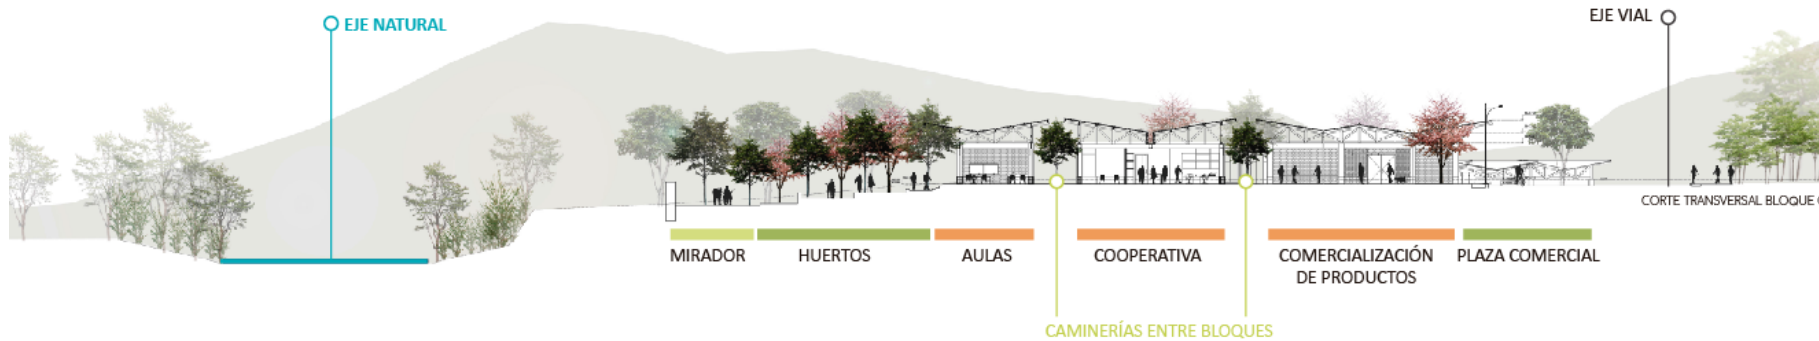 EJE NATURAL
EJE VIAL
CORTE TRANSVERSAL BLOQUE
MIRADOR
HUERTOS
AULAS
COOPERATIVA
COMERCIALIZACIÓN
DE PRODUCTOS
PLAZA COMERCIAL
CAMINERÍAS ENTRE BLOQUES